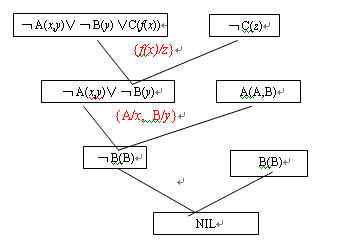 ￢A(x,y)∨￢B(y)∨C(f(x)) ￢C(z)
{f(x)/z}
￢A(x,y)∨￢B(y) A(A,B)
{A/x, B/y}
￢B(B) B(B)
NIL